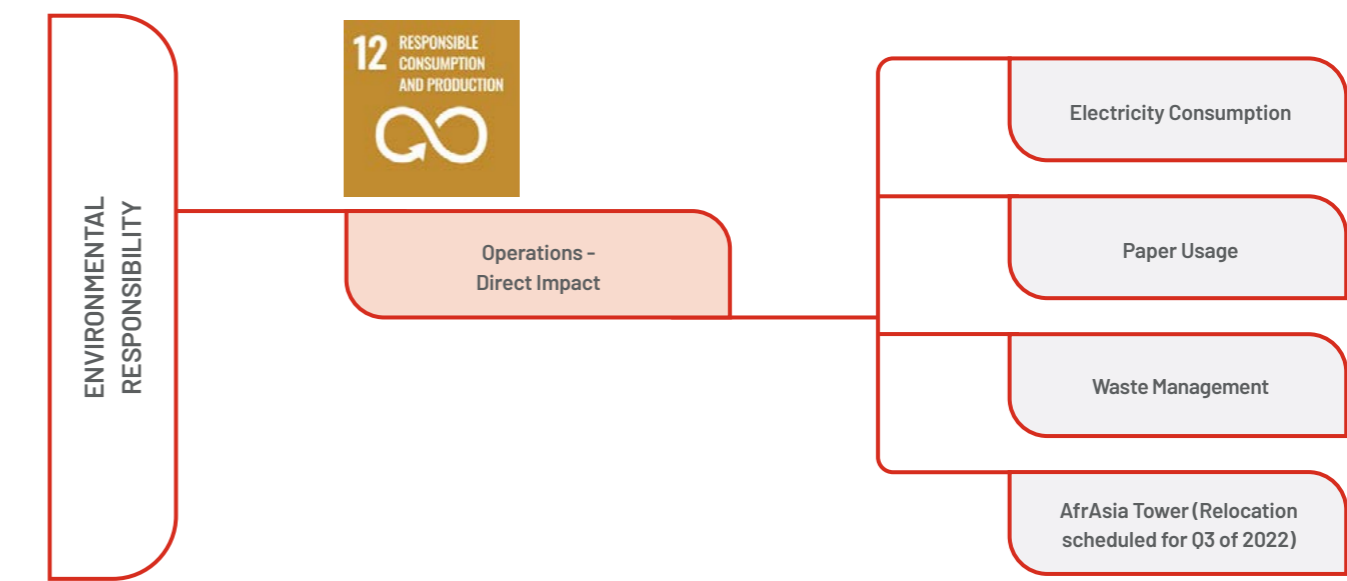 ENVIRONMENTAL
RESPONSIBILITY
12 RESPONSIBLE
CONSUMPTION
AND PRODUCTION
Operations -
Direct Impact
Electricity Consumption
Paper Usage
Waste Management
AfrAsia Tower (Relocation
scheduled for Q3 of 2022)